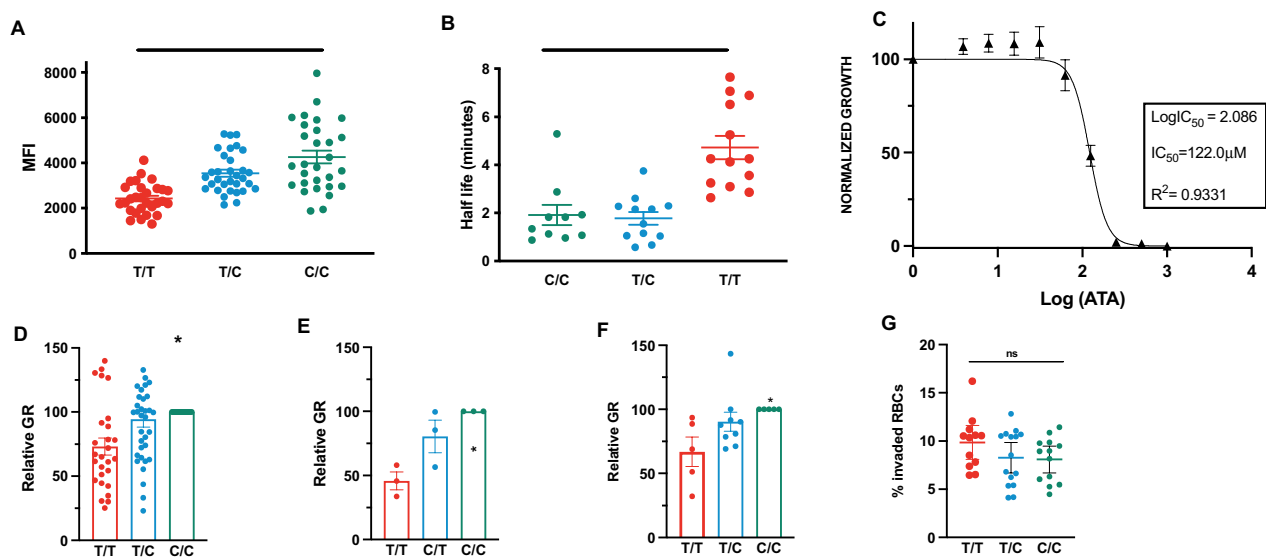 A
MFI
8000
6000
4000
2000
0
T/T
T/C
C/C
B
Half life (minutes)
8
6
4
2
0
C/C
T/C
T/T
C
NORMALIZED GROWTH
100
50
0
0
1
2
3
4
Log (ATA)
LogIC50 = 2.086
IC50=122.0µM
R2= 0.9331
D
Relative GR
150
100
50
0
*
T/T
T/C
C/C
E
Relative GR
150
100
50
0
*
T/T
C/T
C/C
F
Relative GR
150
100
50
0
*
T/T
T/C
C/C
G
% invaded RBCs
20
15
10
5
0
ns
T/T
T/C
C/C